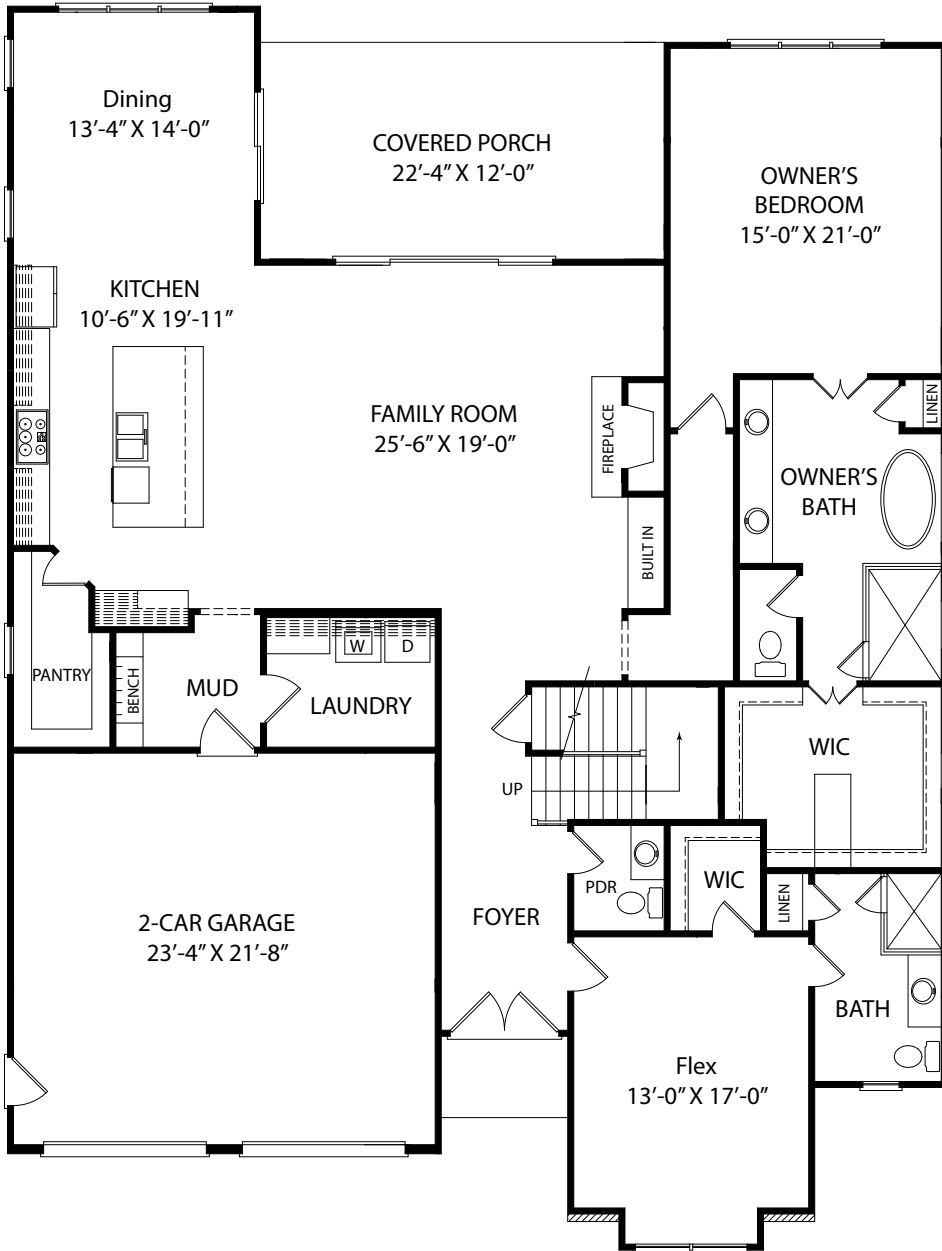 Dining
13’-4” X 14’-0”
COVERED PORCH
22’-4” X 12’-0”
OWNER’S
BEDROOM
15’-0” X 21’-0”
KITCHEN
10’-6” X 19’-11”
FAMILY ROOM
25’-6” X 19’-0”
FIREPLACE
LINEN
OWNER’S
BATH
BUILT IN
PANTRY
BENCH
MUD
W
D
LAUNDRY
UP
WIC
PDR
WIC
LINEN
FOYER
2-CAR GARAGE
23’-4” X 21’-8”
BATH
Flex
13’-0” X 17’-0”